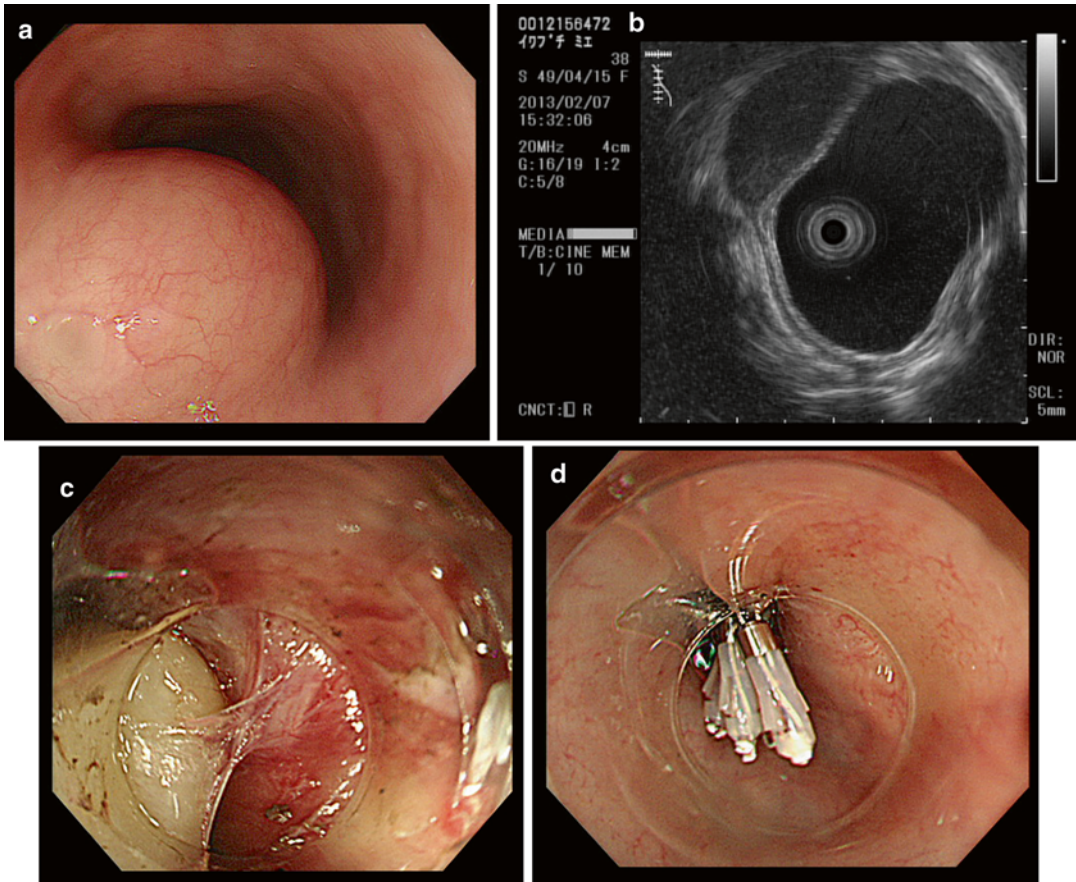 a
b
0012156472
イワブチ ミエ
38
S 49/04/15 F
2013/02/07
15:32:06
20MHz 4cm
G:16/19 I:2
C:5/8
MEDIA
T/B:CINE MEM
1/ 10
CNCT: R
DIR:
NOR
SCL:
5mm
c
d